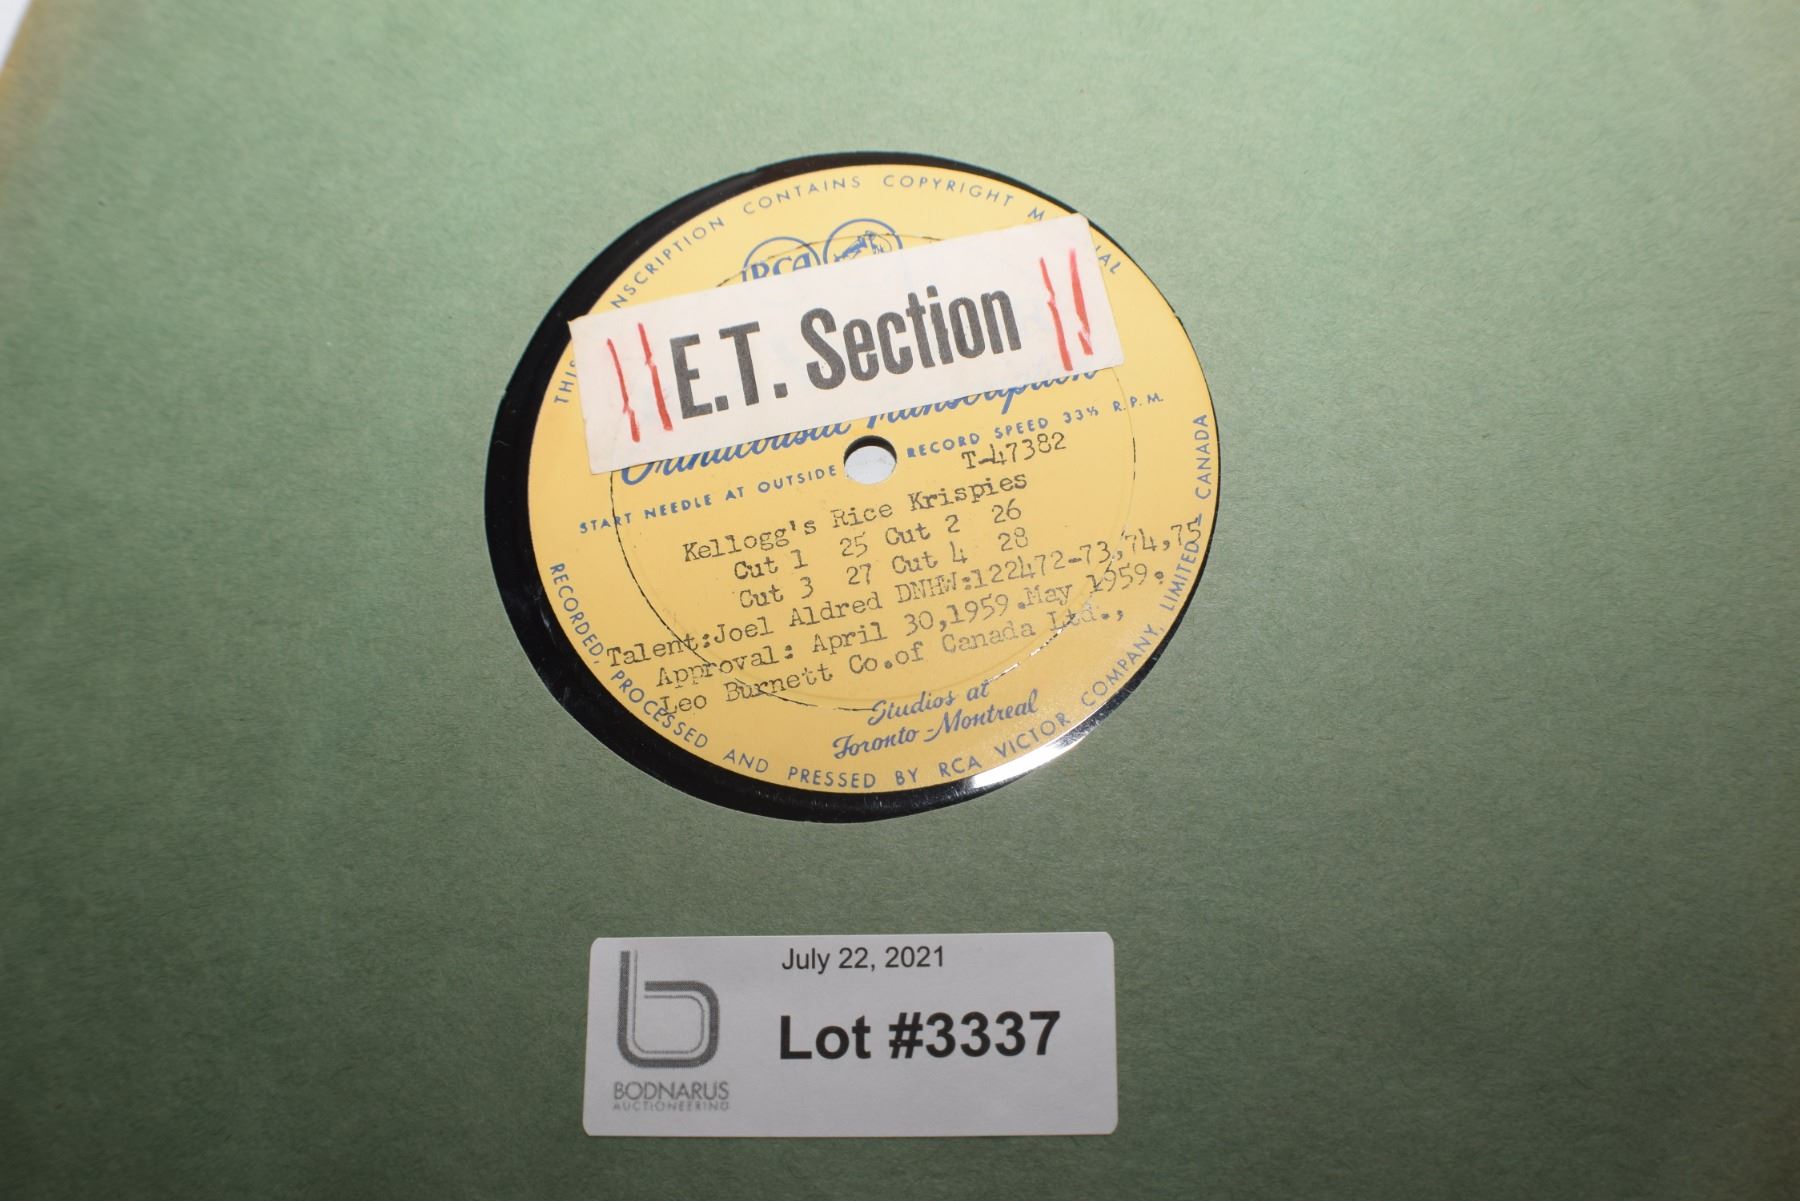 THIS TRANSCRIPTION CONTAINS COPYRIGHT
RCA
E.T. Section
Orthacoustic Transcription
START NEEDLE AT OUTSIDE RECORD SPEED 33⅓ R.P.M.
T-47382
Kellogg's Rice Krispies
Cut 1 25 Cut 2 26
Cut 3 27 Cut 4 28
Talent:Joel Aldred DNHW:122472-73,74,75
Approval: April 30,1959.May 1959.
Leo Burnett Co.of Canada Ltd.,
Studios at
Toronto-Montreal
RECORDED, PROCESSED AND PRESSED BY RCA VICTOR COMPANY, LIMITED CANADA
July 22, 2021
Lot #3337
BODNARUS
AUCTIONEERING